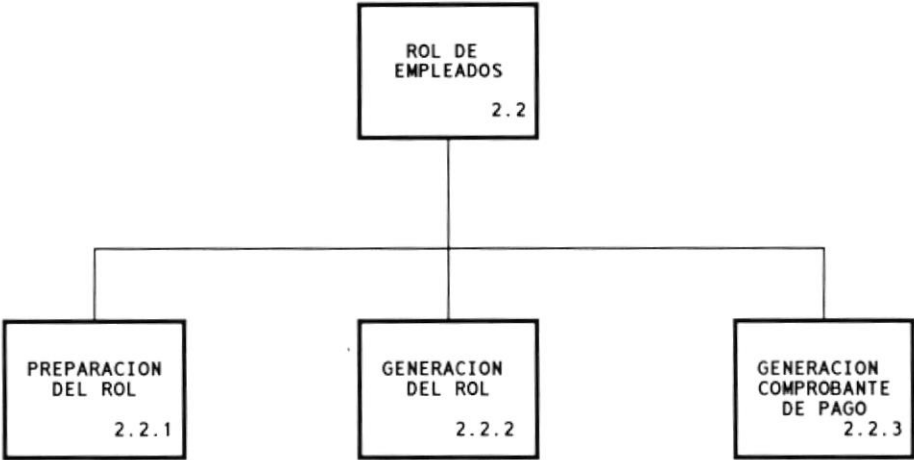 ROL DE
EMPLEADOS
2.2
PREPARACION
DEL ROL
2.2.1
GENERACION
DEL ROL
2.2.2
GENERACION
COMPROBANTE
DE PAGO
2.2.3